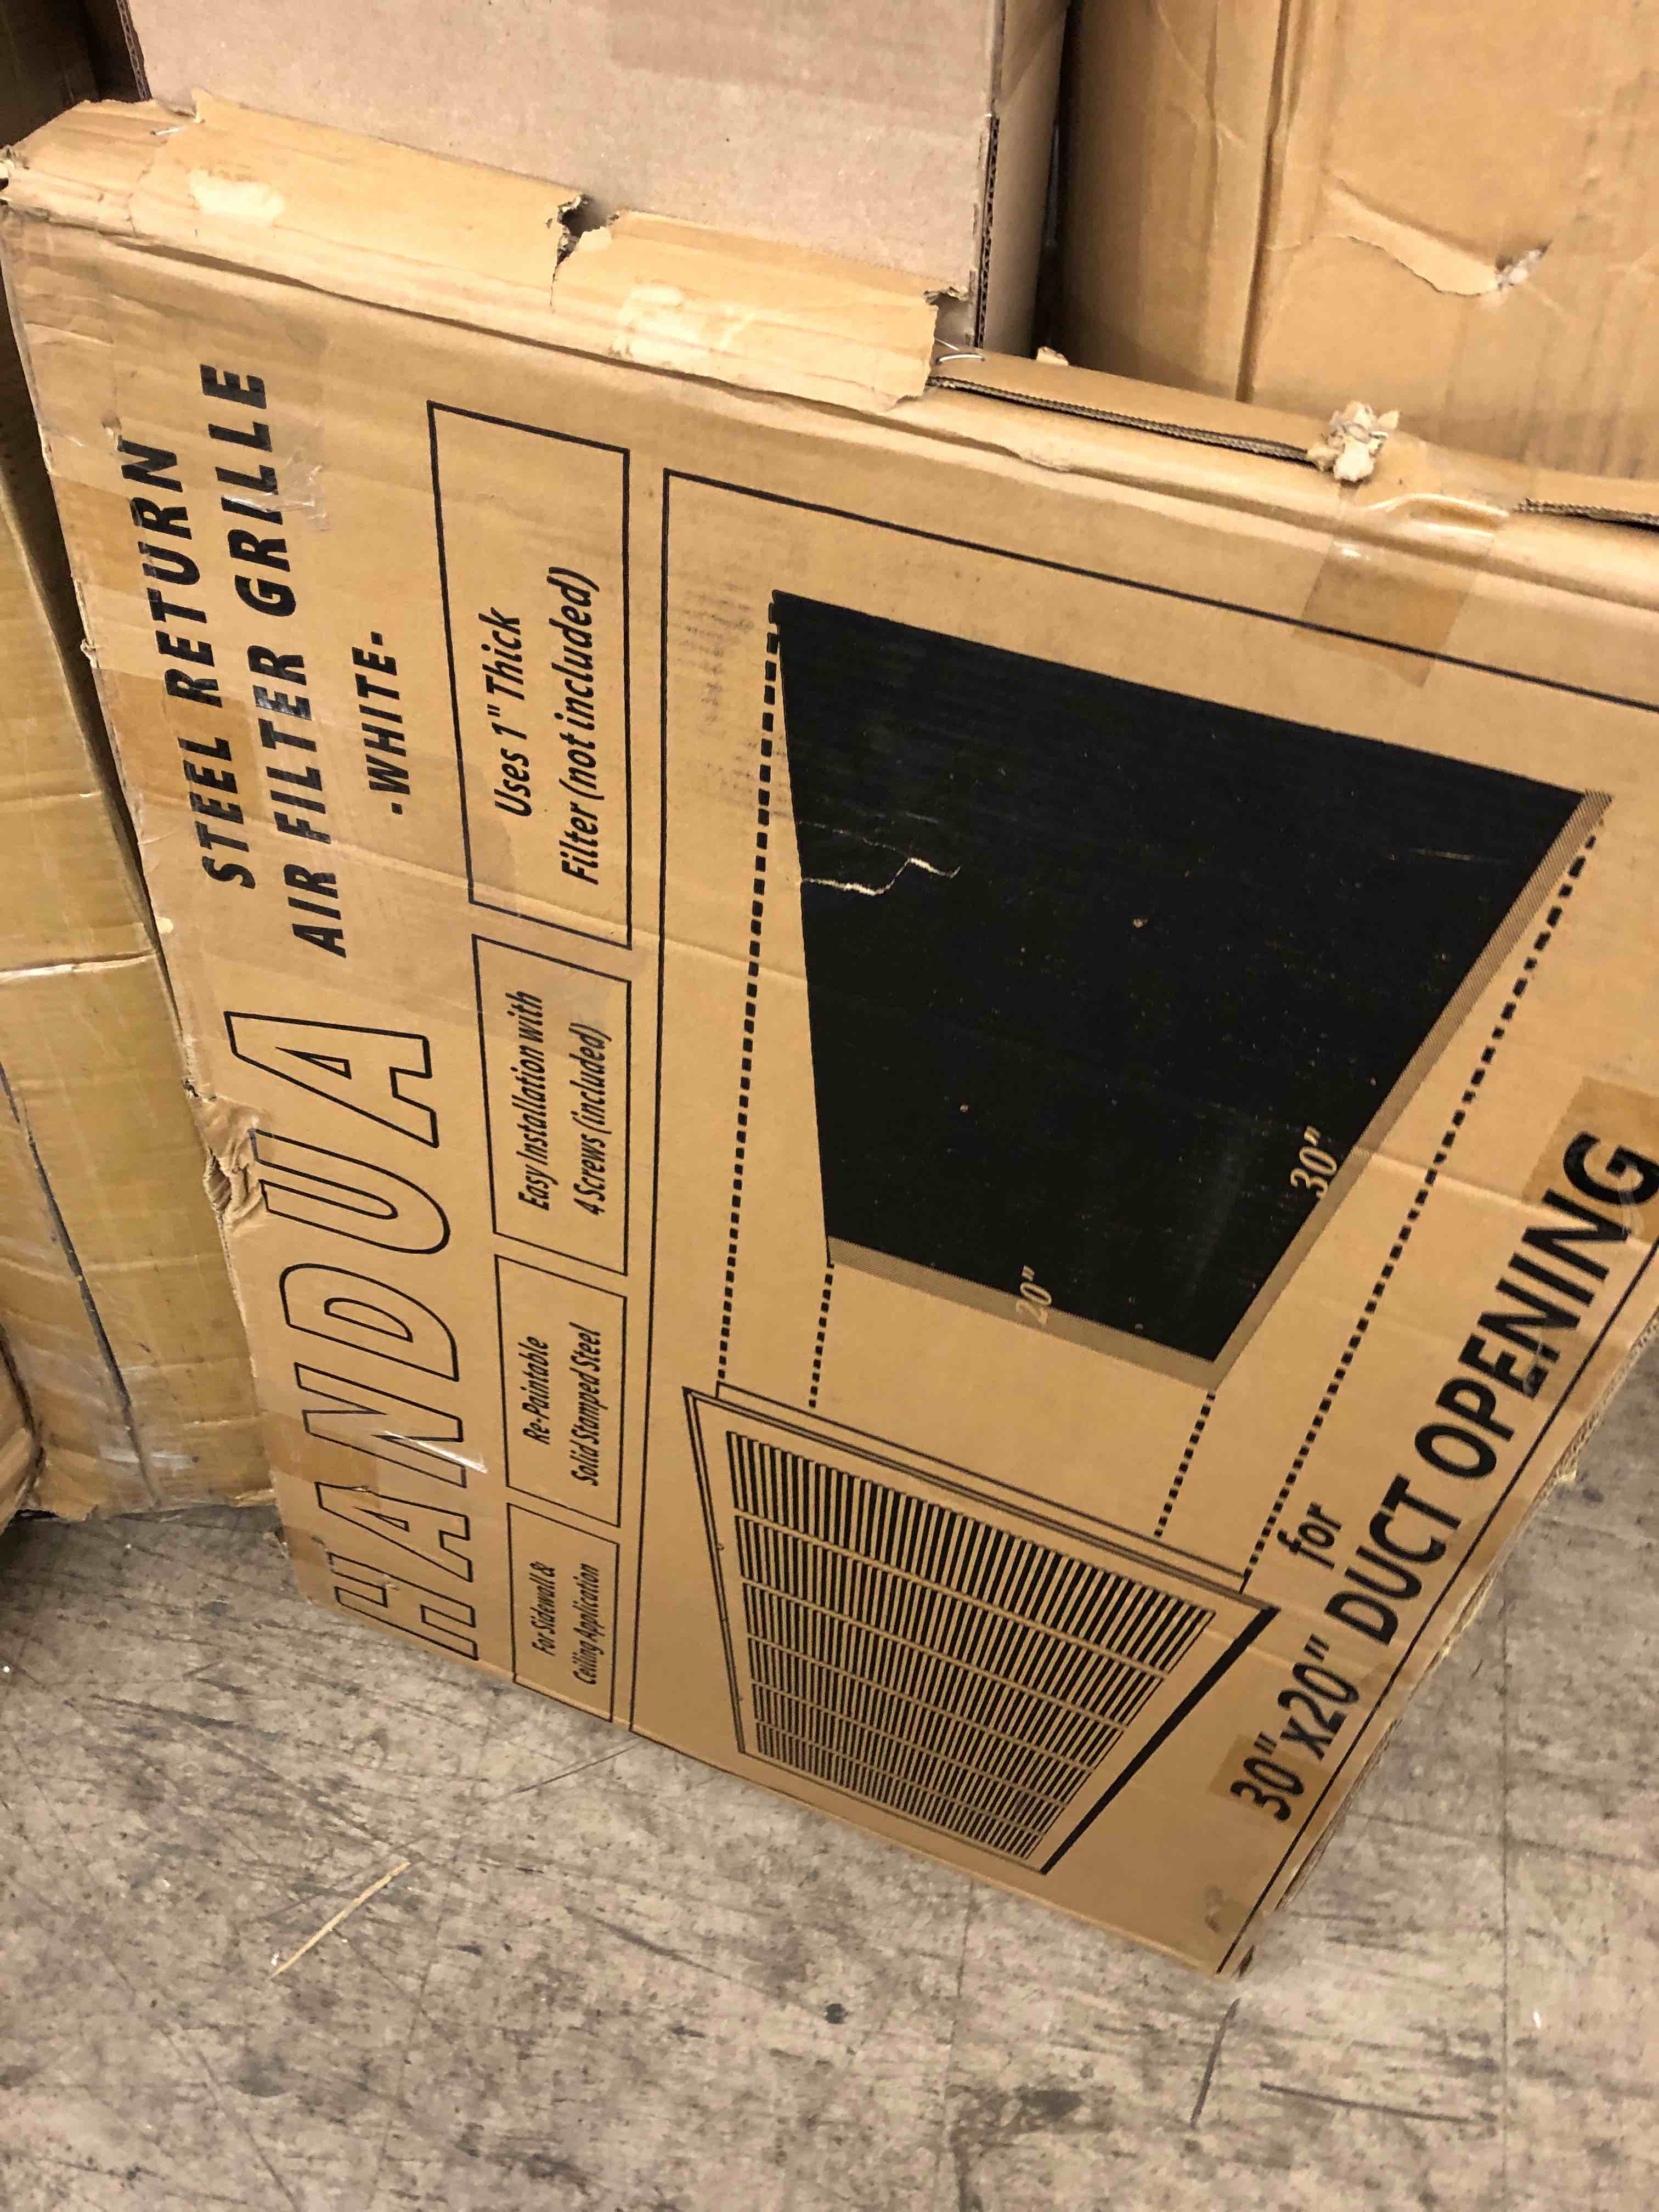 HANDUA
STEEL RETURN
AIR FILTER GRILLE
-WHITE-
For Sidewall &
Ceiling Application
Re-Paintable
Solid Stamped Steel
Easy Installation with
4 Screws (included)
Uses 1" Thick
Filter (not included)
20"
30"
for
30"x20" DUCT OPENING